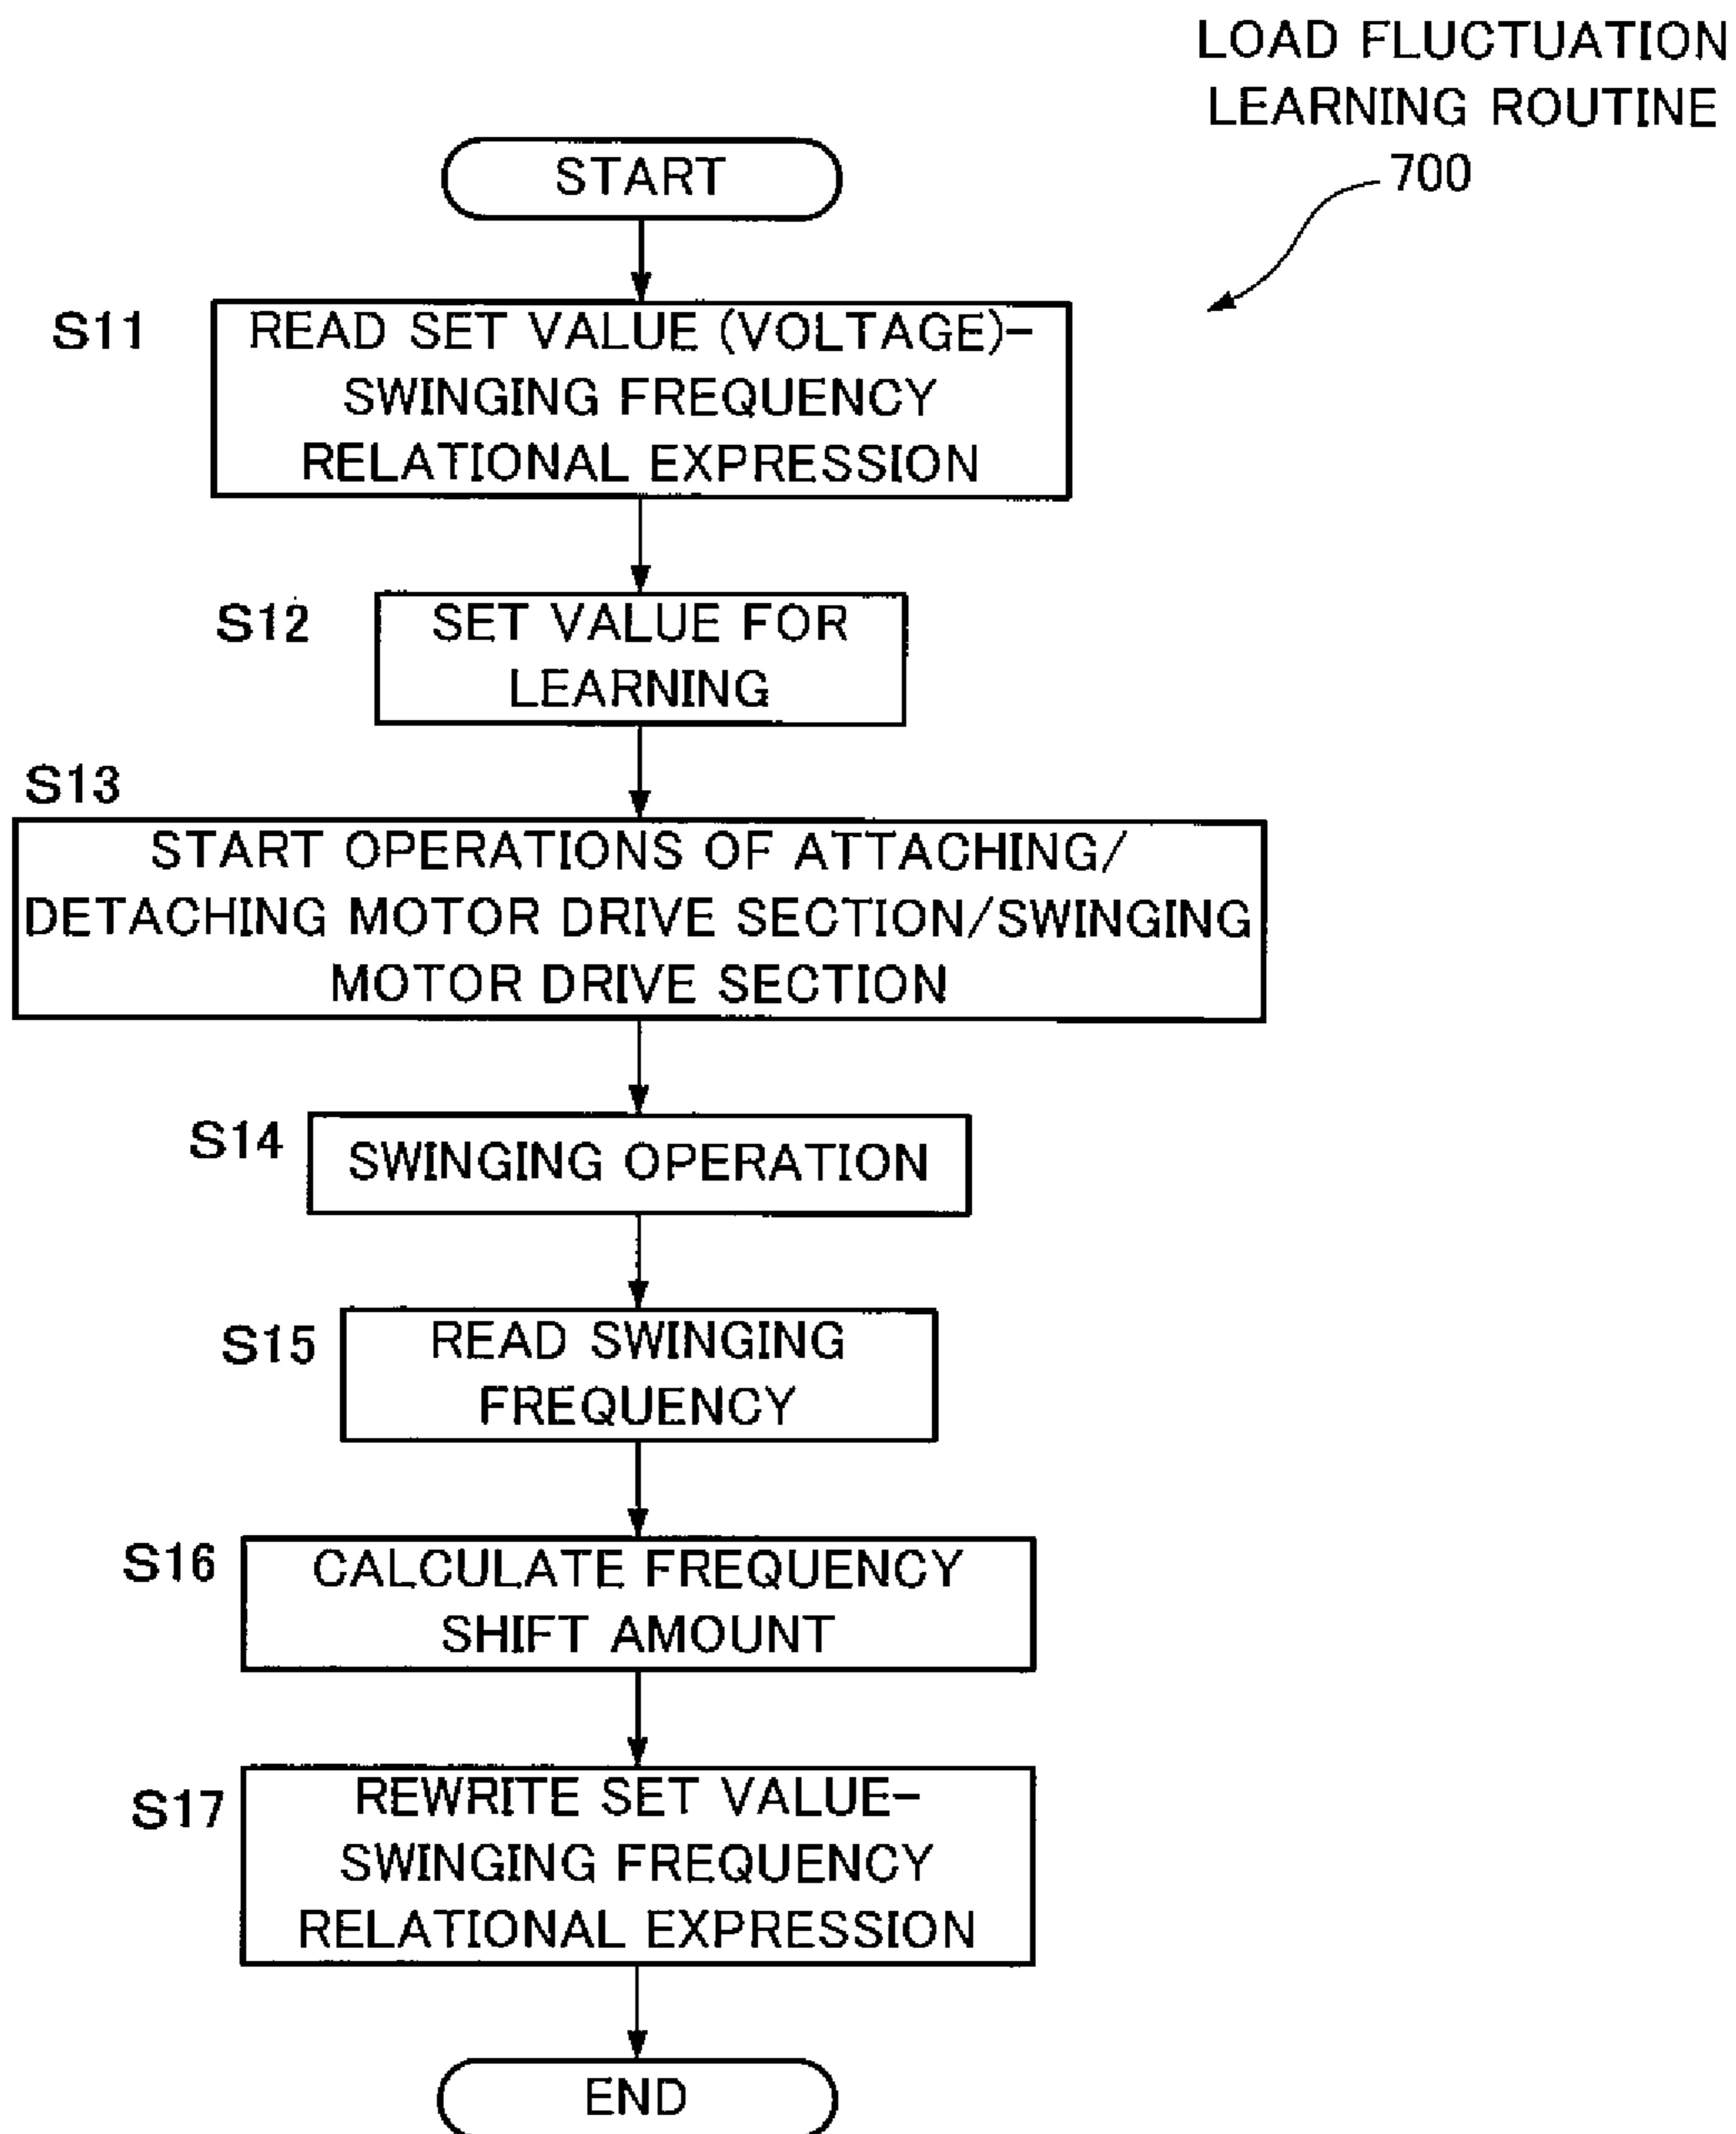 LOAD FLUCTUATION
LEARNING ROUTINE
700
START
S11
READ SET VALUE (VOLTAGE)-
SWINGING FREQUENCY
RELATIONAL EXPRESSION
S12
SET VALUE FOR
LEARNING
S13
START OPERATIONS OF ATTACHING/
DETACHING MOTOR DRIVE SECTION/SWINGING
MOTOR DRIVE SECTION
S14
SWINGING OPERATION
S15
READ SWINGING
FREQUENCY
S16
CALCULATE FREQUENCY
SHIFT AMOUNT
S17
REWRITE SET VALUE-
SWINGING FREQUENCY
RELATIONAL EXPRESSION
END